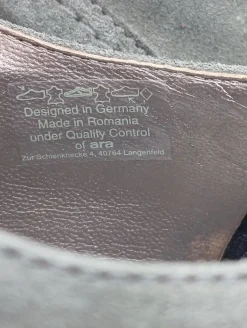 Designed in Germany
Made in Romania
under Quality Control
of ara
Zur Schlenkhecke 4, 40764 Langenfeld